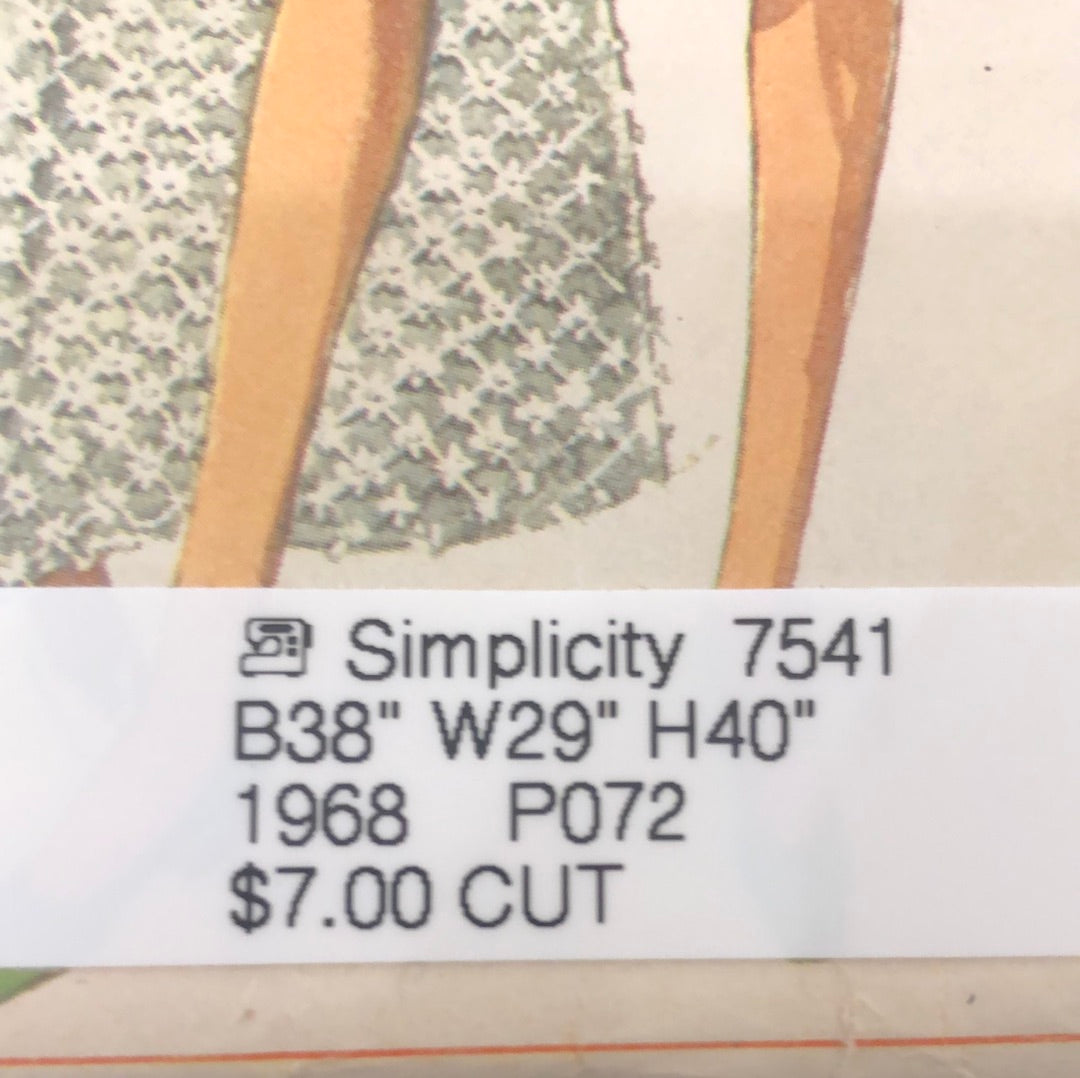 Simplicity 7541
B38" W29" H40"
1968 P072
$7.00 CUT